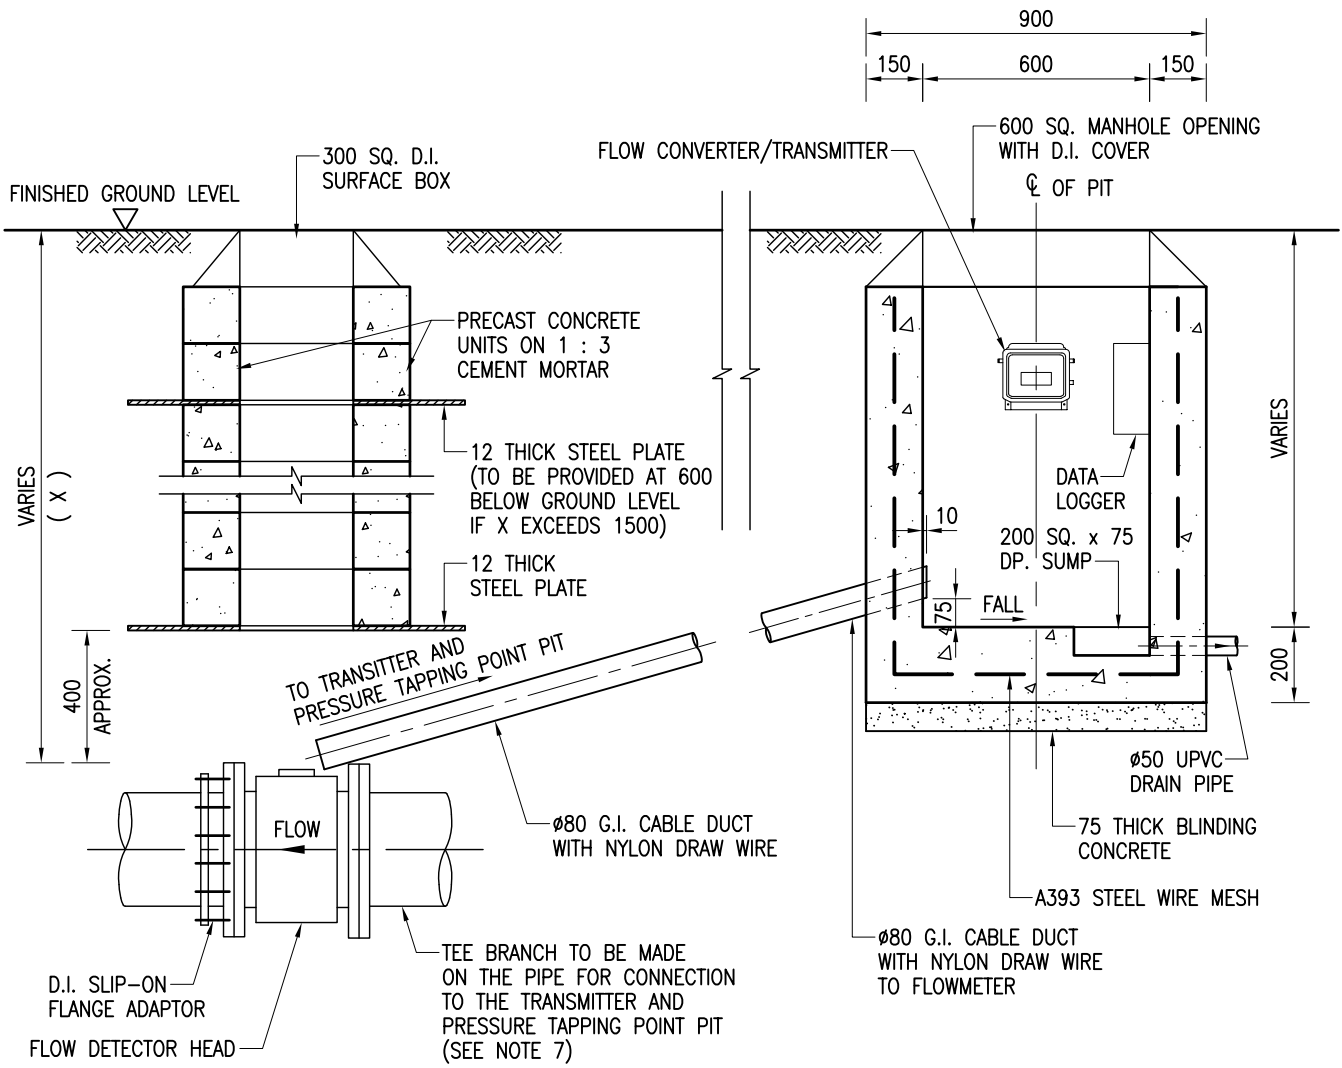 900
150
600
150
600 SQ. MANHOLE OPENING
WITH D.I. COVER
FLOW CONVERTER/TRANSMITTER
℄ OF PIT
300 SQ. D.I.
SURFACE BOX
FINISHED GROUND LEVEL
PRECAST CONCRETE
UNITS ON 1 : 3
CEMENT MORTAR
VARIES
( X )
12 THICK STEEL PLATE
(TO BE PROVIDED AT 600
BELOW GROUND LEVEL
IF X EXCEEDS 1500)
12 THICK
STEEL PLATE
DATA
LOGGER
VARIES
10
200 SQ. x 75
DP. SUMP
75
FALL
200
400
APPROX.
TO TRANSITTER AND
PRESSURE TAPPING POINT PIT
ø50 UPVC
DRAIN PIPE
FLOW
ø80 G.I. CABLE DUCT
WITH NYLON DRAW WIRE
75 THICK BLINDING
CONCRETE
A393 STEEL WIRE MESH
ø80 G.I. CABLE DUCT
WITH NYLON DRAW WIRE
TO FLOWMETER
TEE BRANCH TO BE MADE
ON THE PIPE FOR CONNECTION
TO THE TRANSMITTER AND
PRESSURE TAPPING POINT PIT
(SEE NOTE 7)
D.I. SLIP-ON
FLANGE ADAPTOR
FLOW DETECTOR HEAD